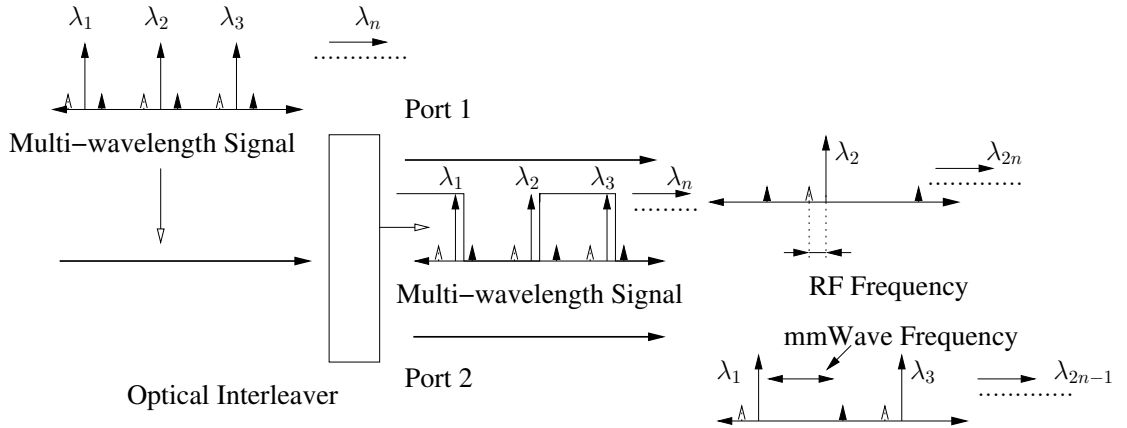 λ1 λ2 λ3 λn
Multi−wavelength Signal
Port 1
λ1 λ2 λ3 λn
Multi−wavelength Signal
Port 2
Optical Interleaver
λ2 λ2n
RF Frequency
mmWave Frequency
λ1 λ3 λ2n−1